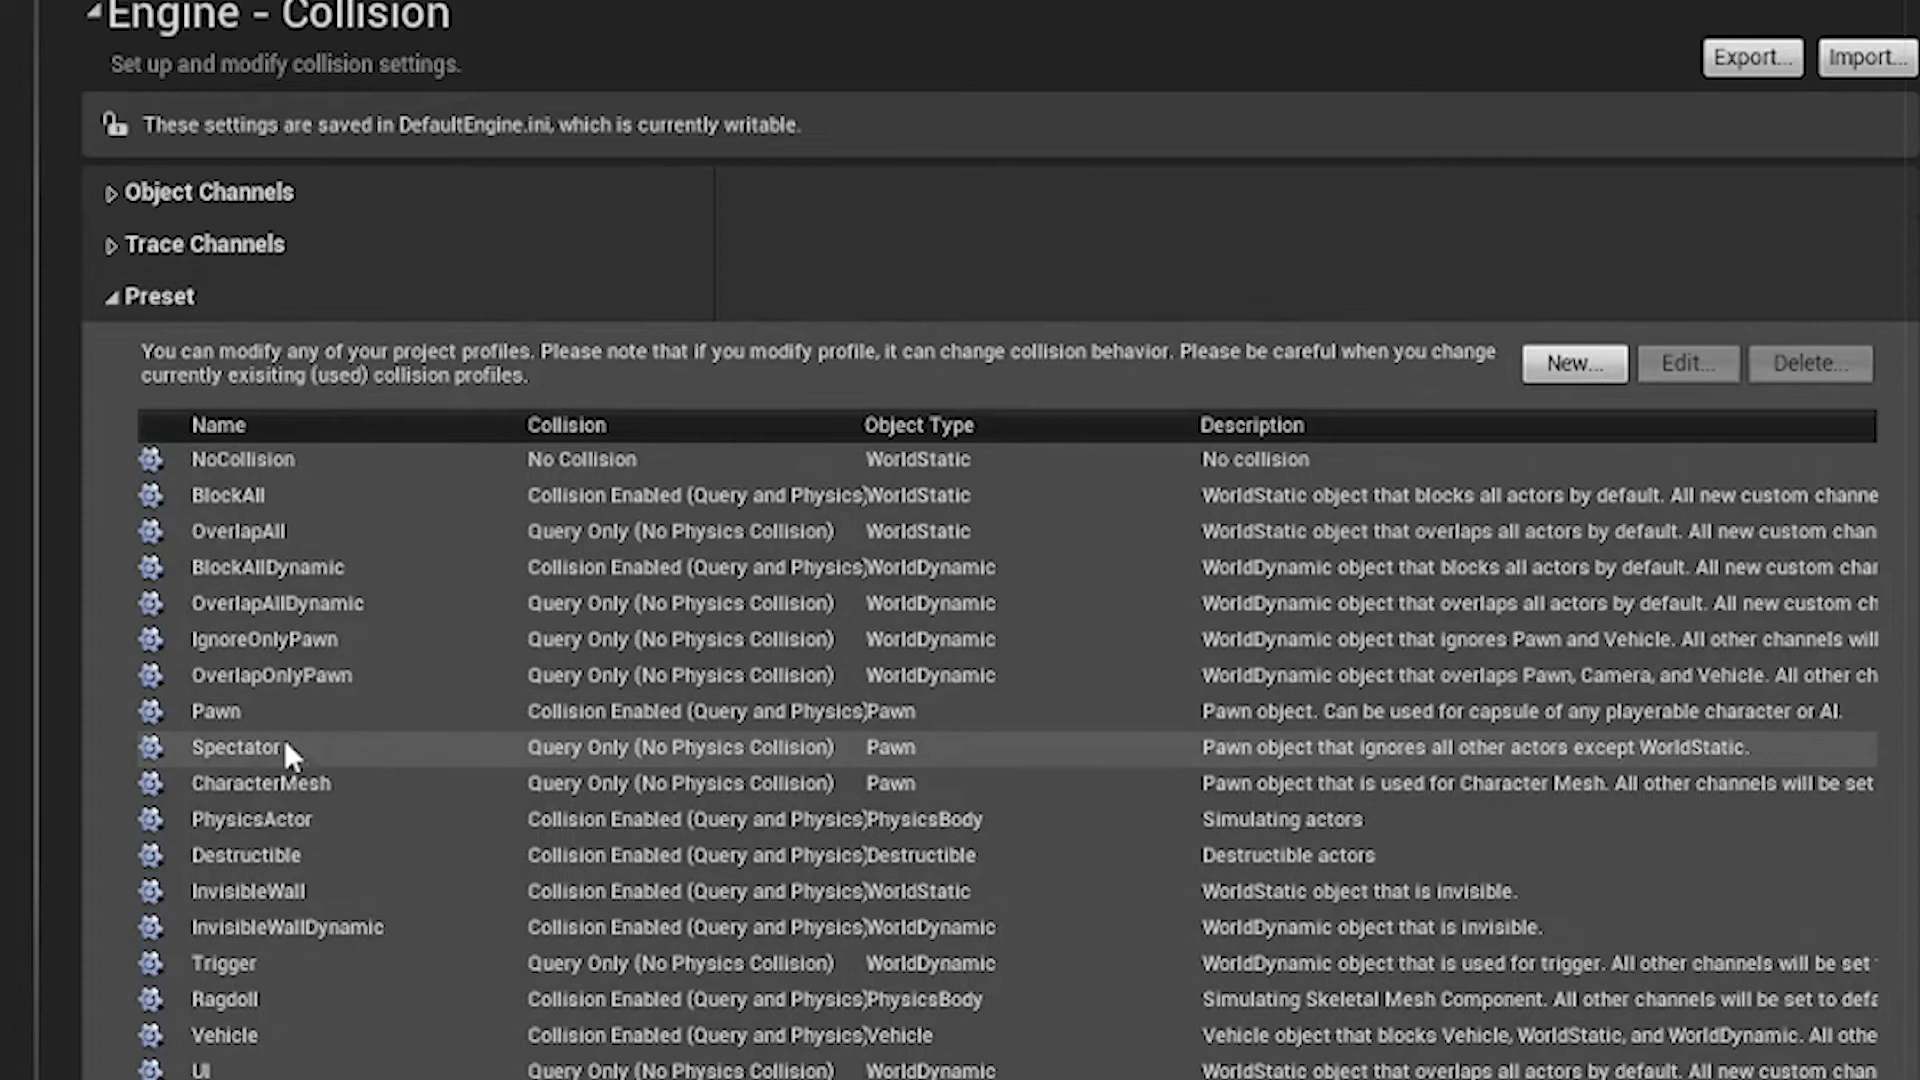 Engine - Collision
Set up and modify collision settings.
Export...
Import...
These settings are saved in DefaultEngine.ini, which is currently writable.
Object Channels
Trace Channels
Preset
You can modify any of your project profiles. Please note that if you modify profile, it can change collision behavior. Please be careful when you change
currently exisiting (used) collision profiles.
New...
Edit...
Delete...
Name Collision Object Type Description
NoCollision No Collision WorldStatic No collision
BlockAll Collision Enabled (Query and Physics) WorldStatic WorldStatic object that blocks all actors by default. All new custom channe
OverlapAll Query Only (No Physics Collision) WorldStatic WorldStatic object that overlaps all actors by default. All new custom chan
BlockAllDynamic Collision Enabled (Query and Physics) WorldDynamic WorldDynamic object that blocks all actors by default. All new custom char
OverlapAllDynamic Query Only (No Physics Collision) WorldDynamic WorldDynamic object that overlaps all actors by default. All new custom ch
IgnoreOnlyPawn Query Only (No Physics Collision) WorldDynamic WorldDynamic object that ignores Pawn and Vehicle. All other channels will
OverlapOnlyPawn Query Only (No Physics Collision) WorldDynamic WorldDynamic object that overlaps Pawn, Camera, and Vehicle. All other ch
Pawn Collision Enabled (Query and Physics) Pawn Pawn object. Can be used for capsule of any playerable character or AI.
Spectator Query Only (No Physics Collision) Pawn Pawn object that ignores all other actors except WorldStatic.
CharacterMesh Query Only (No Physics Collision) Pawn Pawn object that is used for Character Mesh. All other channels will be set
PhysicsActor Collision Enabled (Query and Physics) PhysicsBody Simulating actors
Destructible Collision Enabled (Query and Physics) Destructible Destructible actors
InvisibleWall Collision Enabled (Query and Physics) WorldStatic WorldStatic object that is invisible.
InvisibleWallDynamic Collision Enabled (Query and Physics) WorldDynamic WorldDynamic object that is invisible.
Trigger Query Only (No Physics Collision) WorldDynamic WorldDynamic object that is used for trigger. All other channels will be set
Ragdoll Collision Enabled (Query and Physics) PhysicsBody Simulating Skeletal Mesh Component. All other channels will be set to defa
Vehicle Collision Enabled (Query and Physics) Vehicle Vehicle object that blocks Vehicle, WorldStatic, and WorldDynamic. All othe
UI Query Only (No Physics Collision) WorldDynamic WorldStatic object that overlaps all actors by default. All new custom chan